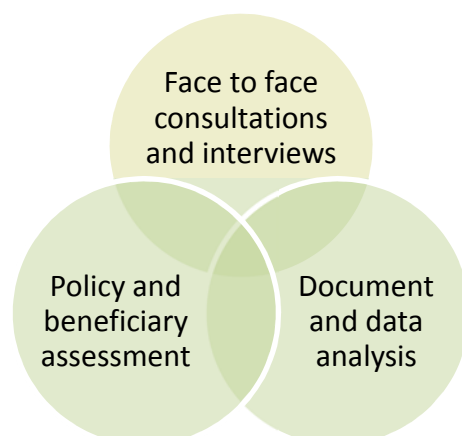 Face to face
consultations
and interviews
Policy and
beneficiary
assessment
Document
and data
analysis